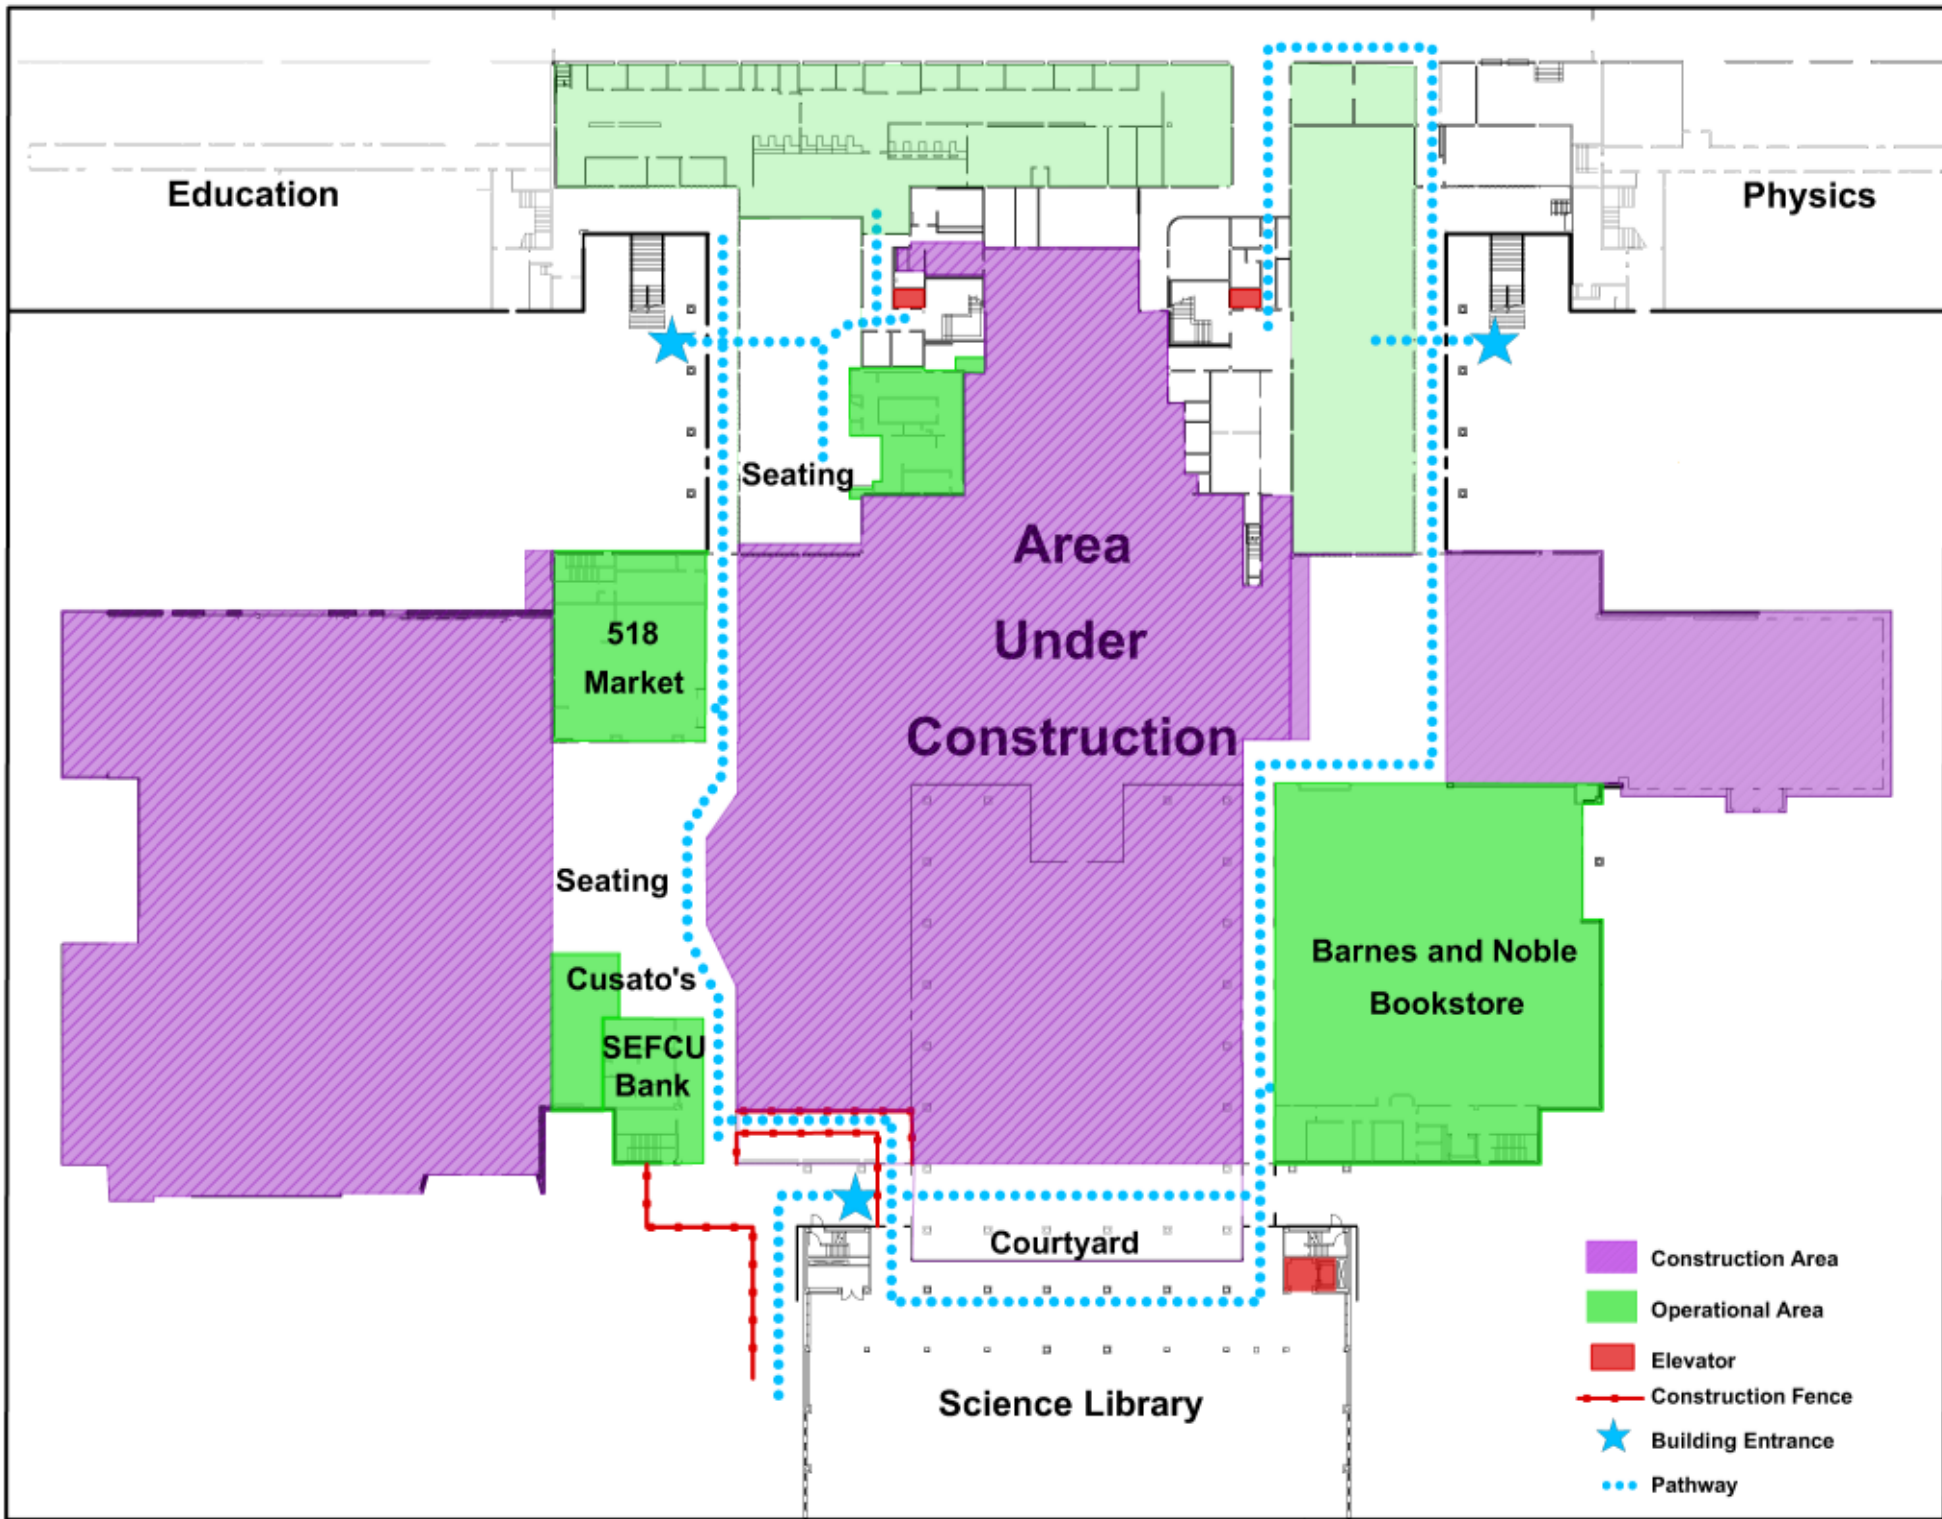 Education
Physics
Seating
Area
Under
Construction
518
Market
Seating
Cusato's
SEFCU
Bank
Barnes and Noble
Bookstore
Courtyard
Science Library
Construction Area
Operational Area
Elevator
Construction Fence
Building Entrance
Pathway